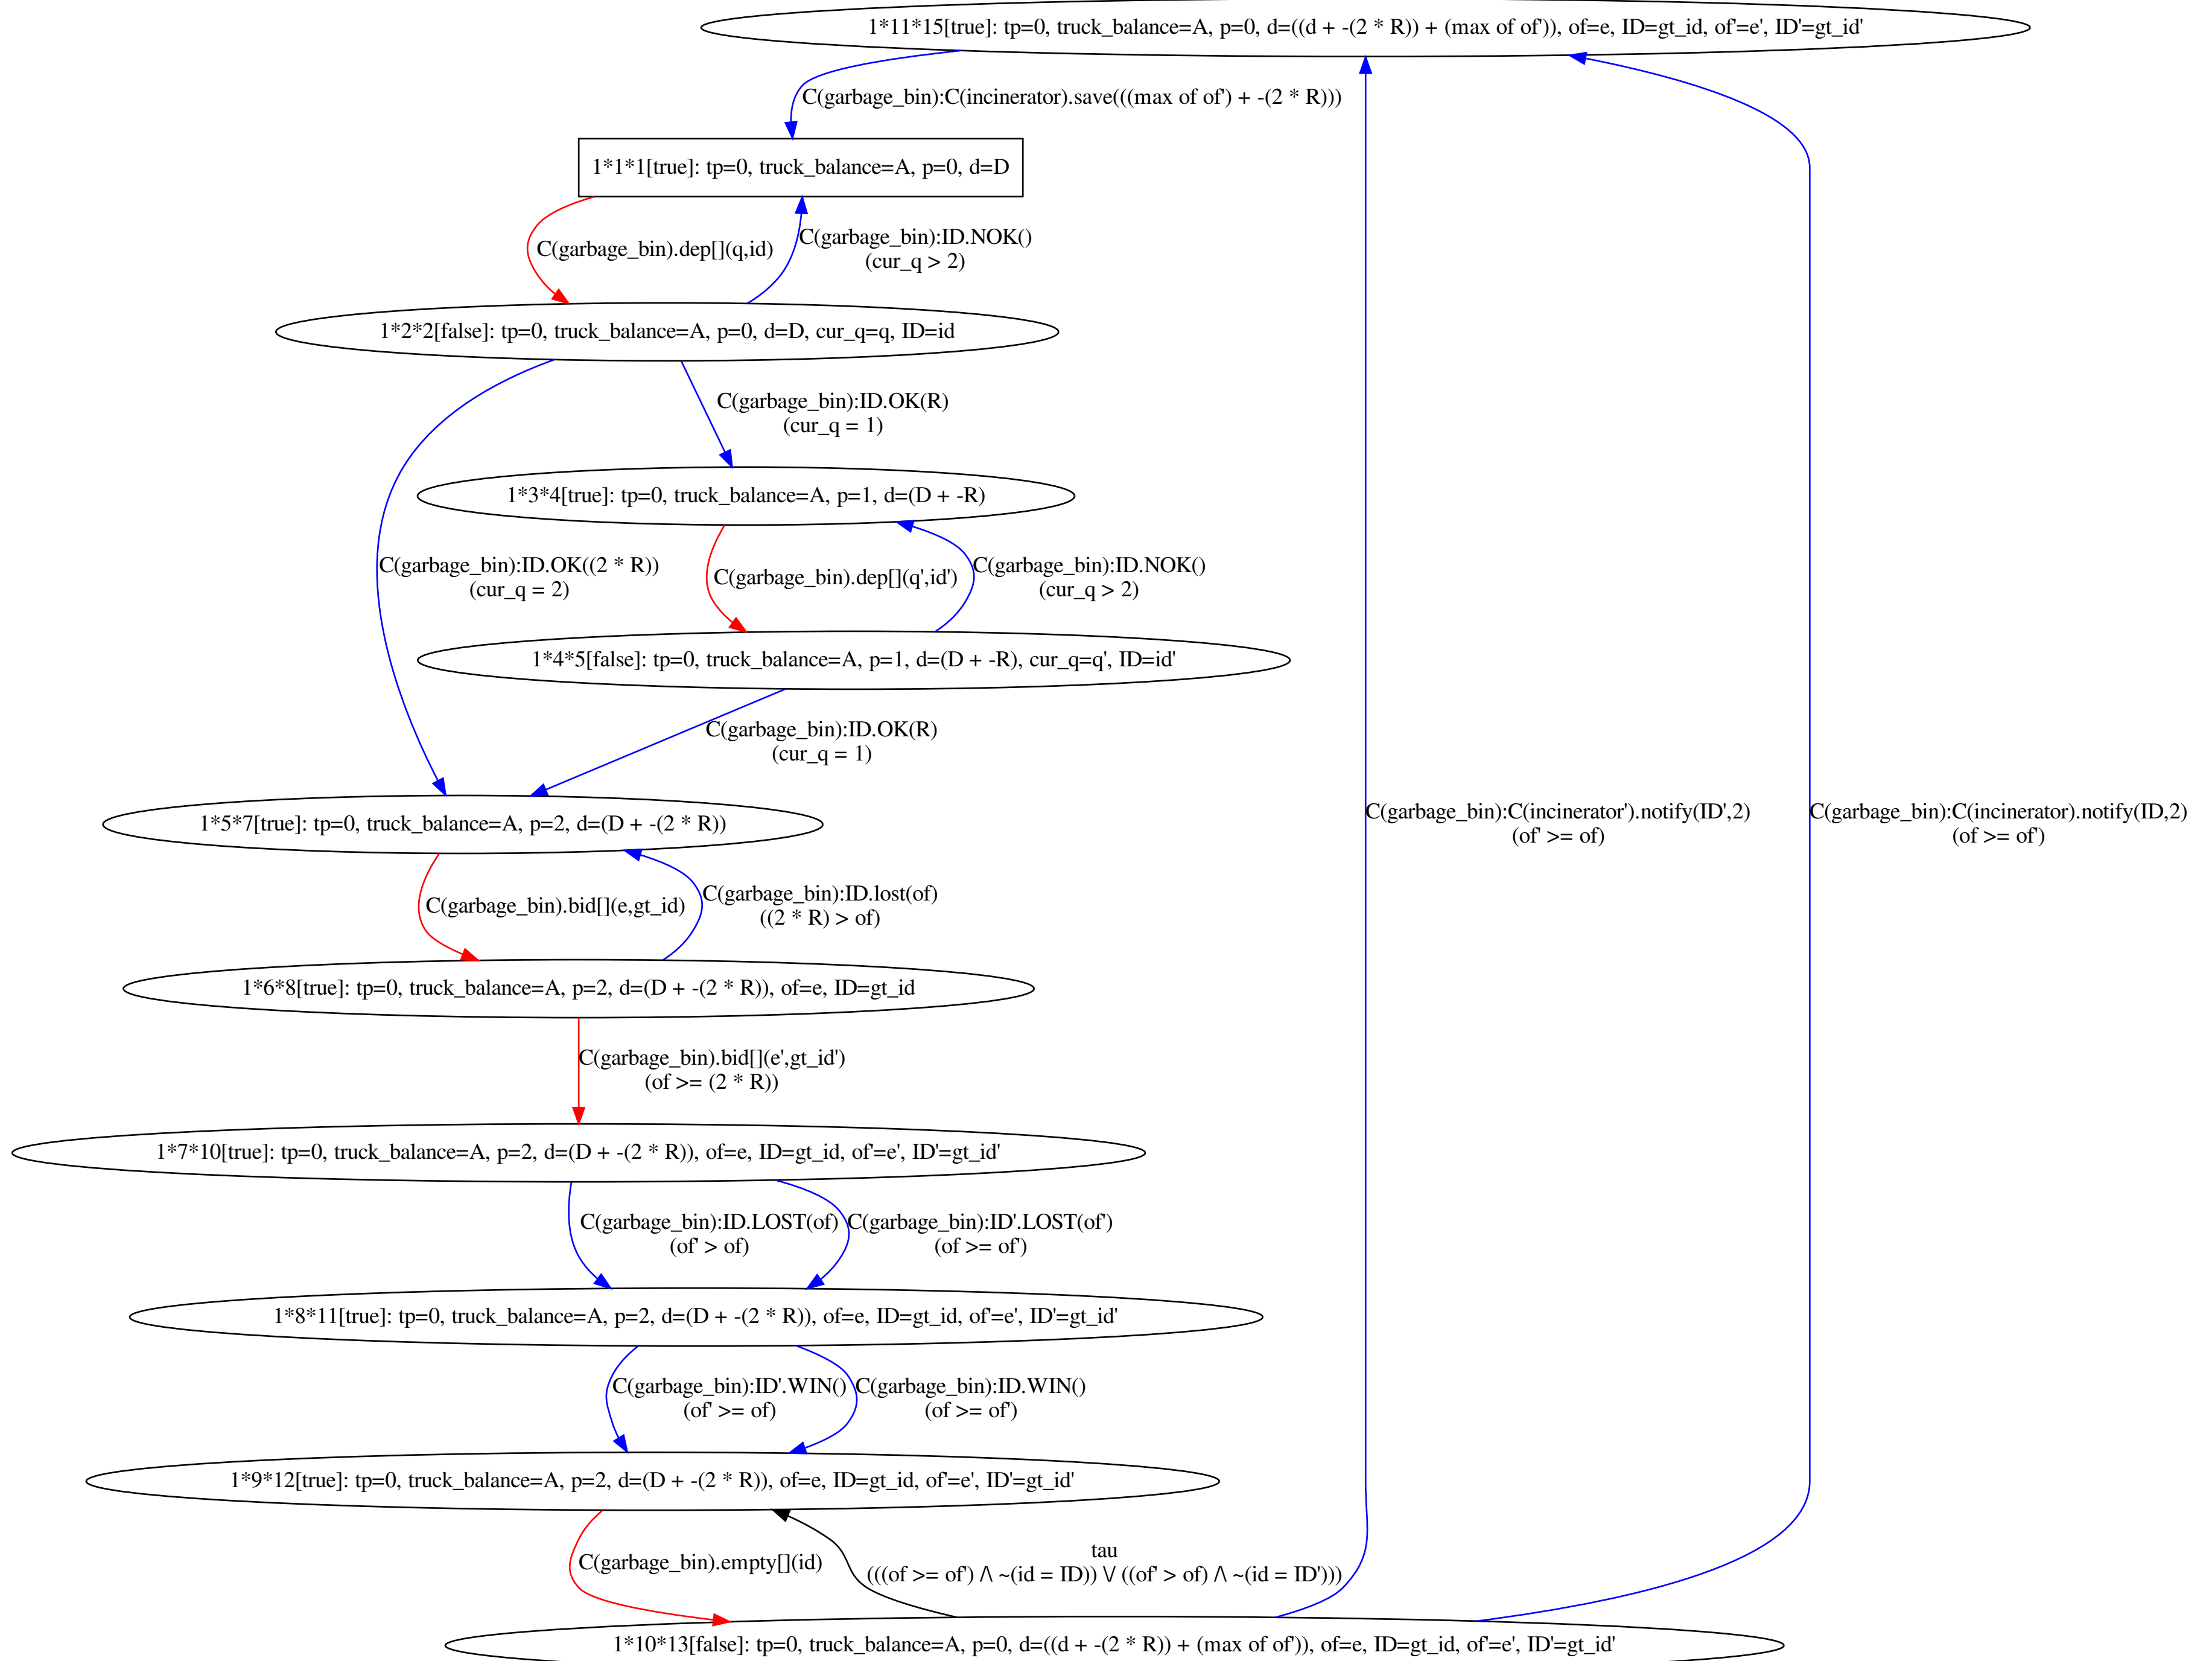 1*11*15[true]: tp=0, truck_balance=A, p=0, d=((d + -(2 * R)) + (max of of')), of=e, ID=gt_id, of'=e', ID'=gt_id'
C(garbage_bin):C(incinerator).save(((max of of') + -(2 * R)))
1*1*1[true]: tp=0, truck_balance=A, p=0, d=D
C(garbage_bin).dep[](q,id)
C(garbage_bin):ID.NOK()
(cur_q > 2)
1*2*2[false]: tp=0, truck_balance=A, p=0, d=D, cur_q=q, ID=id
C(garbage_bin):ID.OK(R)
(cur_q = 1)
1*3*4[true]: tp=0, truck_balance=A, p=1, d=(D + -R)
C(garbage_bin):ID.OK((2 * R))
(cur_q = 2)
C(garbage_bin).dep[](q',id')
C(garbage_bin):ID.NOK()
(cur_q > 2)
1*4*5[false]: tp=0, truck_balance=A, p=1, d=(D + -R), cur_q=q', ID=id'
C(garbage_bin):ID.OK(R)
(cur_q = 1)
1*5*7[true]: tp=0, truck_balance=A, p=2, d=(D + -(2 * R))
C(garbage_bin):C(incinerator').notify(ID',2)
(of' >= of)
C(garbage_bin):C(incinerator).notify(ID,2)
(of >= of')
C(garbage_bin).bid[](e,gt_id)
C(garbage_bin):ID.lost(of)
((2 * R) > of)
1*6*8[true]: tp=0, truck_balance=A, p=2, d=(D + -(2 * R)), of=e, ID=gt_id
C(garbage_bin).bid[](e',gt_id')
(of >= (2 * R))
1*7*10[true]: tp=0, truck_balance=A, p=2, d=(D + -(2 * R)), of=e, ID=gt_id, of'=e', ID'=gt_id'
C(garbage_bin):ID.LOST(of)
(of' > of)
C(garbage_bin):ID'.LOST(of')
(of >= of')
1*8*11[true]: tp=0, truck_balance=A, p=2, d=(D + -(2 * R)), of=e, ID=gt_id, of'=e', ID'=gt_id'
C(garbage_bin):ID'.WIN()
(of' >= of)
C(garbage_bin):ID.WIN()
(of >= of')
1*9*12[true]: tp=0, truck_balance=A, p=2, d=(D + -(2 * R)), of=e, ID=gt_id, of'=e', ID'=gt_id'
C(garbage_bin).empty[](id)
tau
(((of >= of') /\ ~(id = ID)) \/ ((of' > of) /\ ~(id = ID')))
1*10*13[false]: tp=0, truck_balance=A, p=0, d=((d + -(2 * R)) + (max of of')), of=e, ID=gt_id, of'=e', ID'=gt_id'